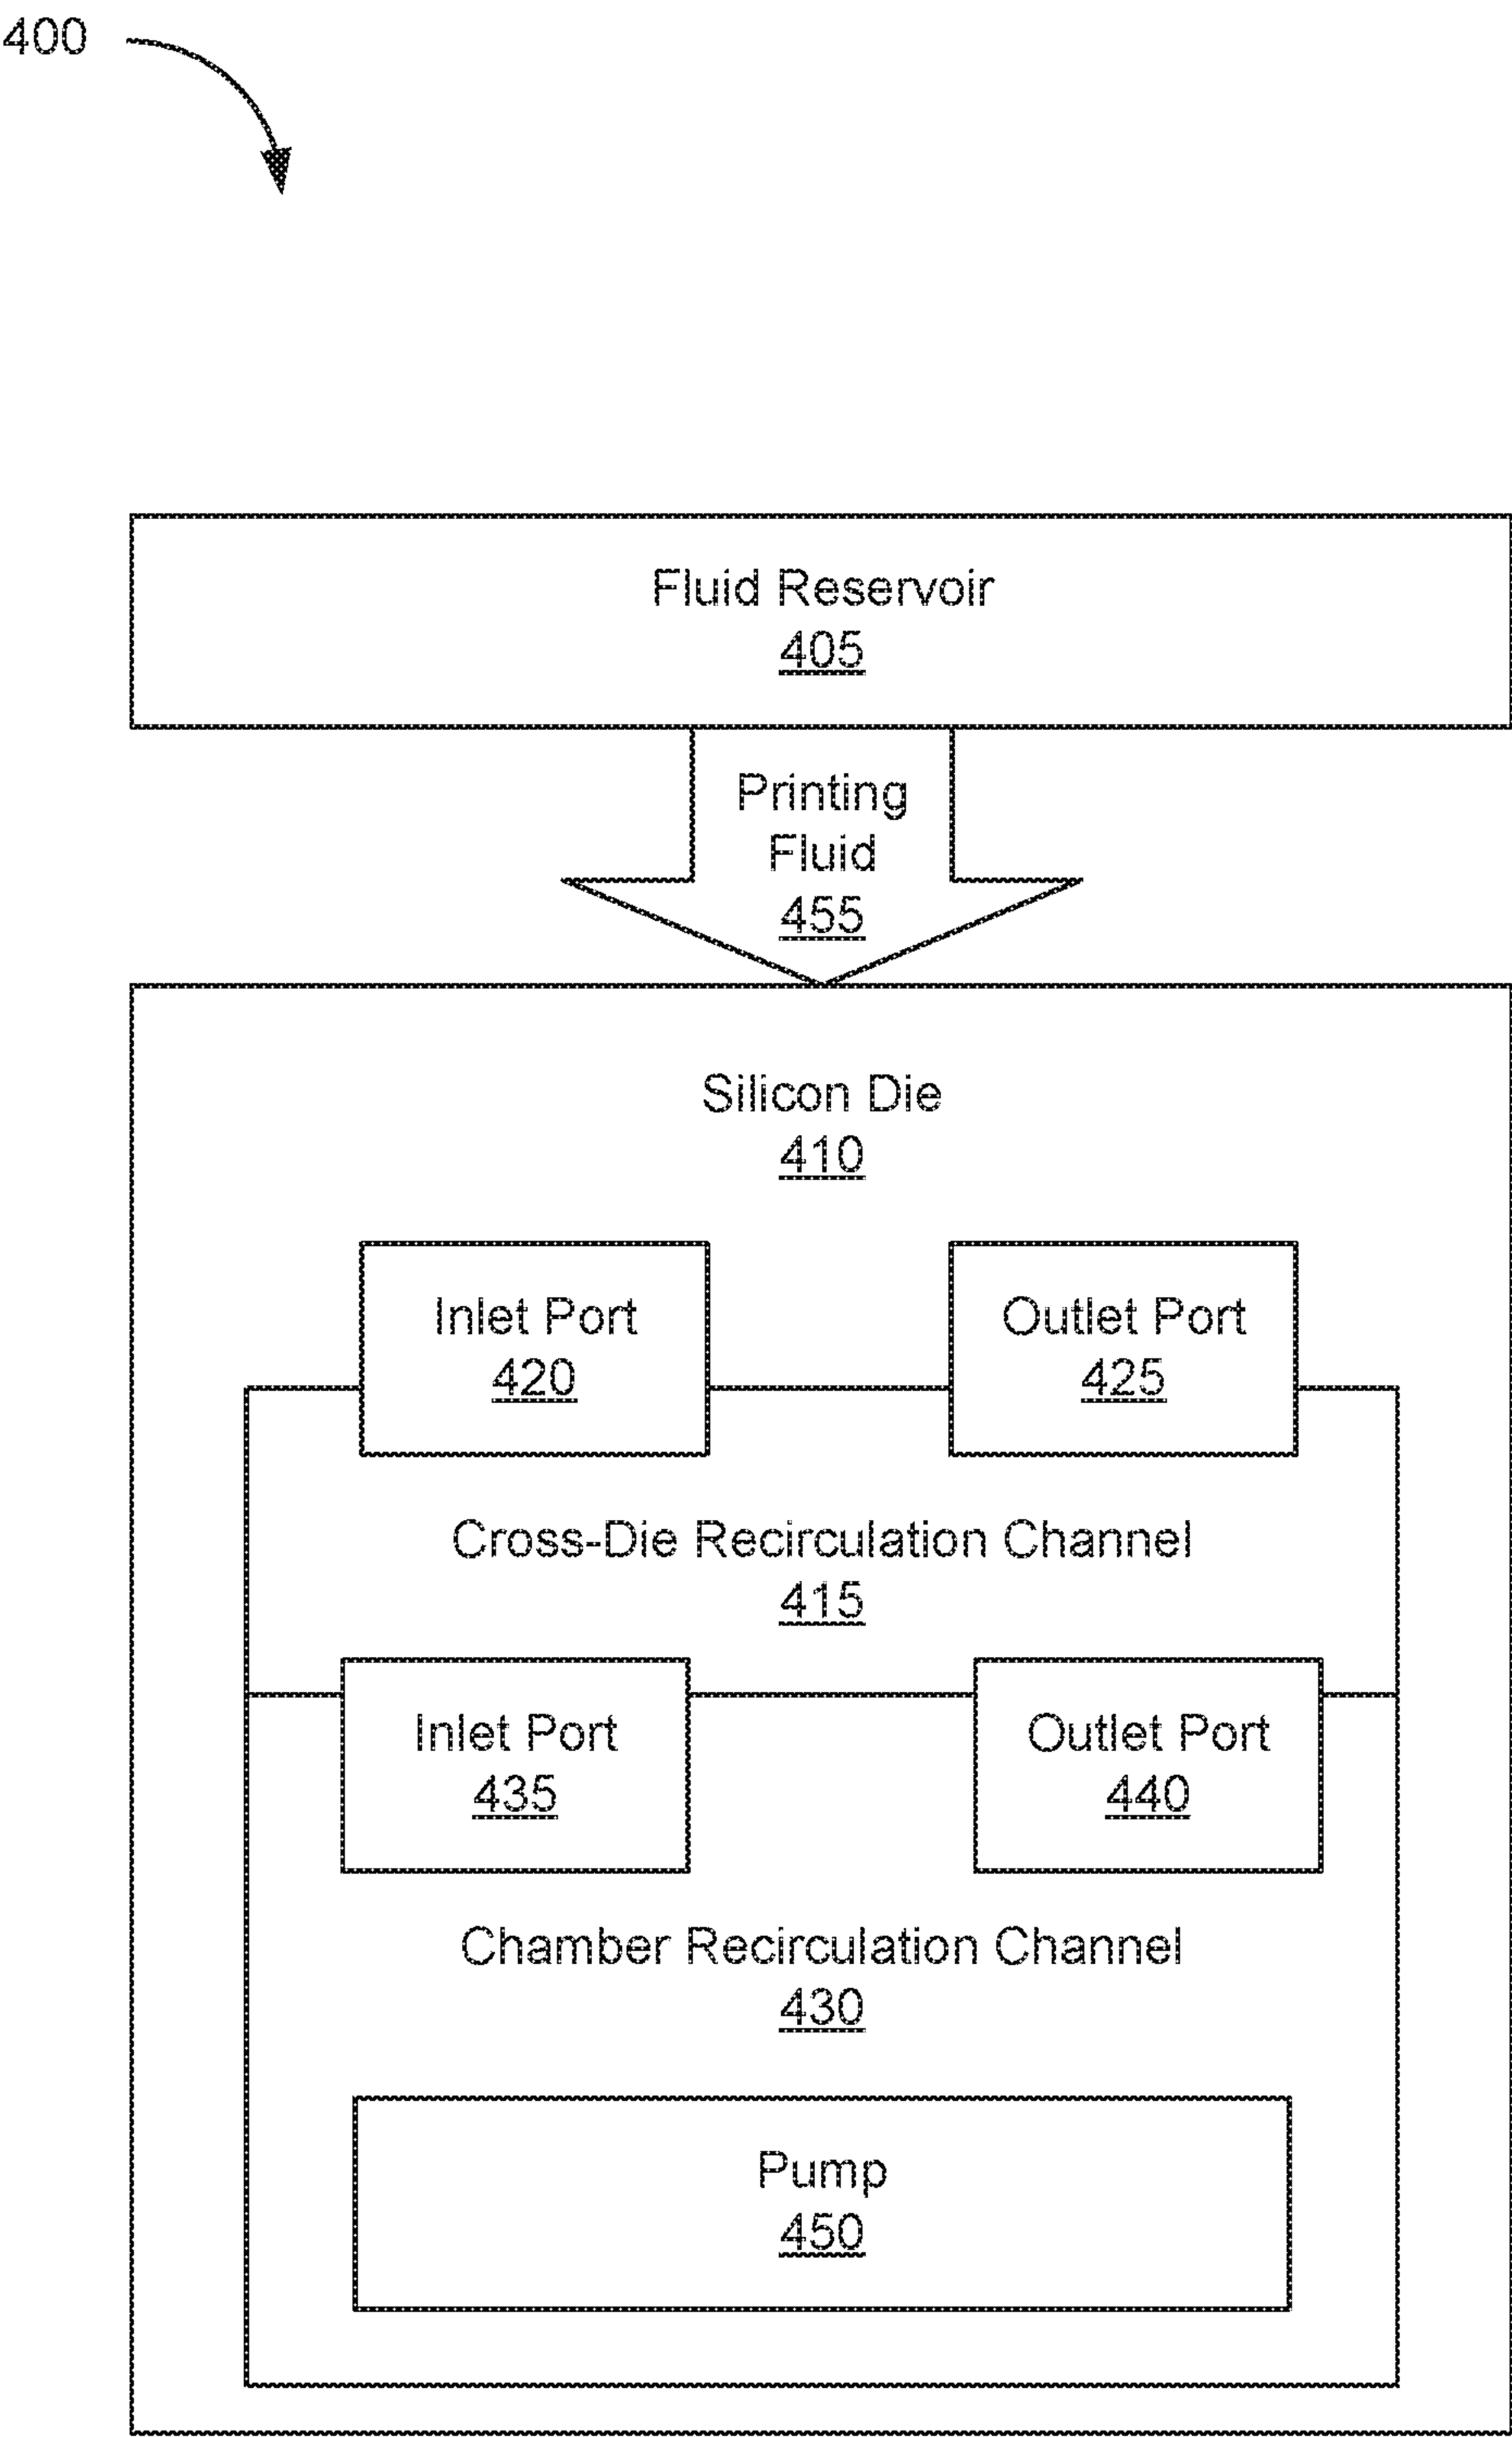 400
Fluid Reservoir
405
Printing
Fluid
455
Silicon Die
410
Inlet Port
420
Outlet Port
425
Cross-Die Recirculation Channel
415
Inlet Port
435
Outlet Port
440
Chamber Recirculation Channel
430
Pump
450